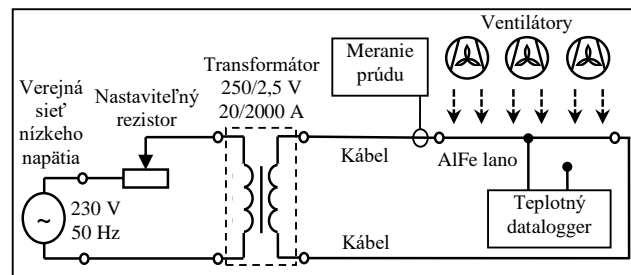 Ventilátory
Meranie
prúdu
Transformátor
250/2,5 V
20/2000 A
Verejná
sieť
nízkeho
napätia
Nastaviteľný
rezistor
Kábel
AlFe lano
~
230 V
50 Hz
Teplotný
datalogger
Kábel